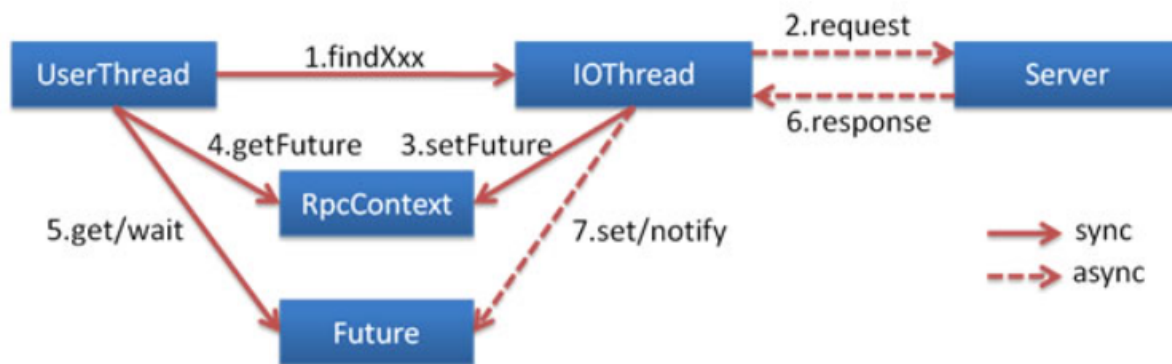 2.request
1.findXxx
UserThread
IOThread
Server
6.response
4.getFuture
3.setFuture
RpcContext
5.get/wait
7.set/notify
sync
async
Future